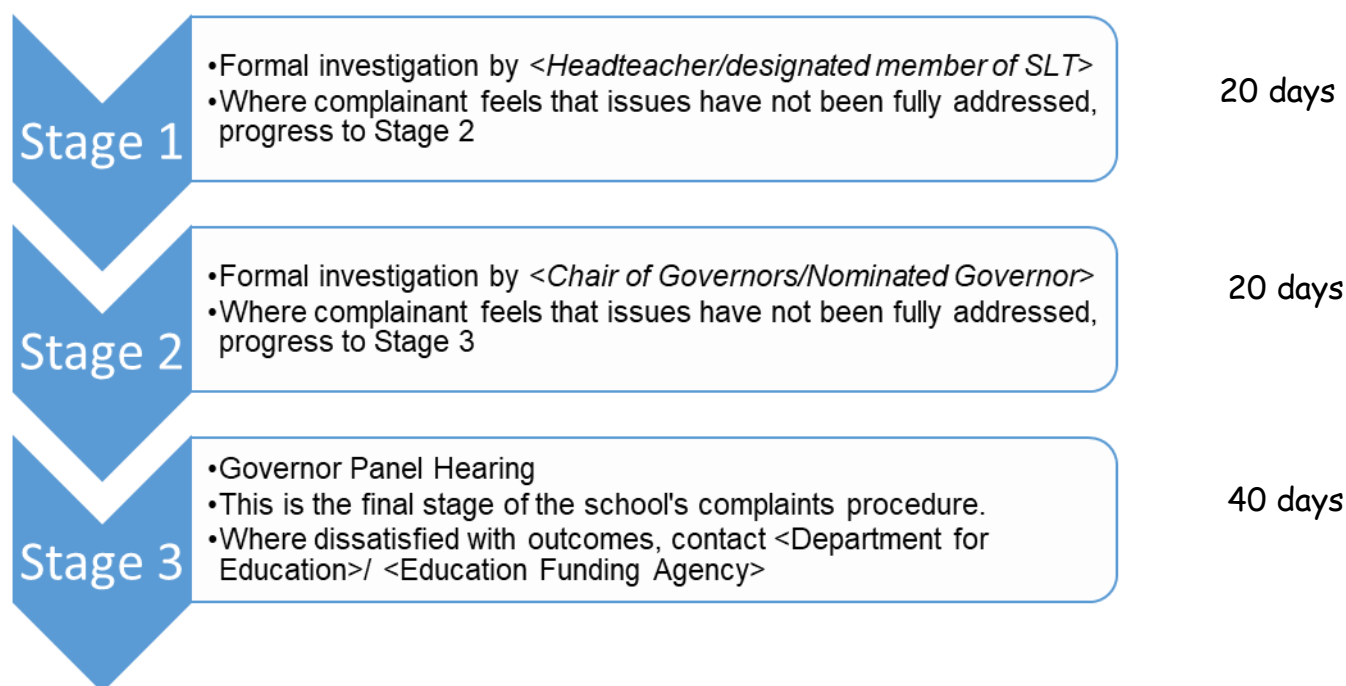 Stage 1
•Formal investigation by <Headteacher/designated member of SLT>
•Where complainant feels that issues have not been fully addressed,
progress to Stage 2
20 days
Stage 2
•Formal investigation by <Chair of Governors/Nominated Governor>
•Where complainant feels that issues have not been fully addressed,
progress to Stage 3
20 days
Stage 3
•Governor Panel Hearing
•This is the final stage of the school's complaints procedure.
•Where dissatisfied with outcomes, contact <Department for
Education>/ <Education Funding Agency>
40 days